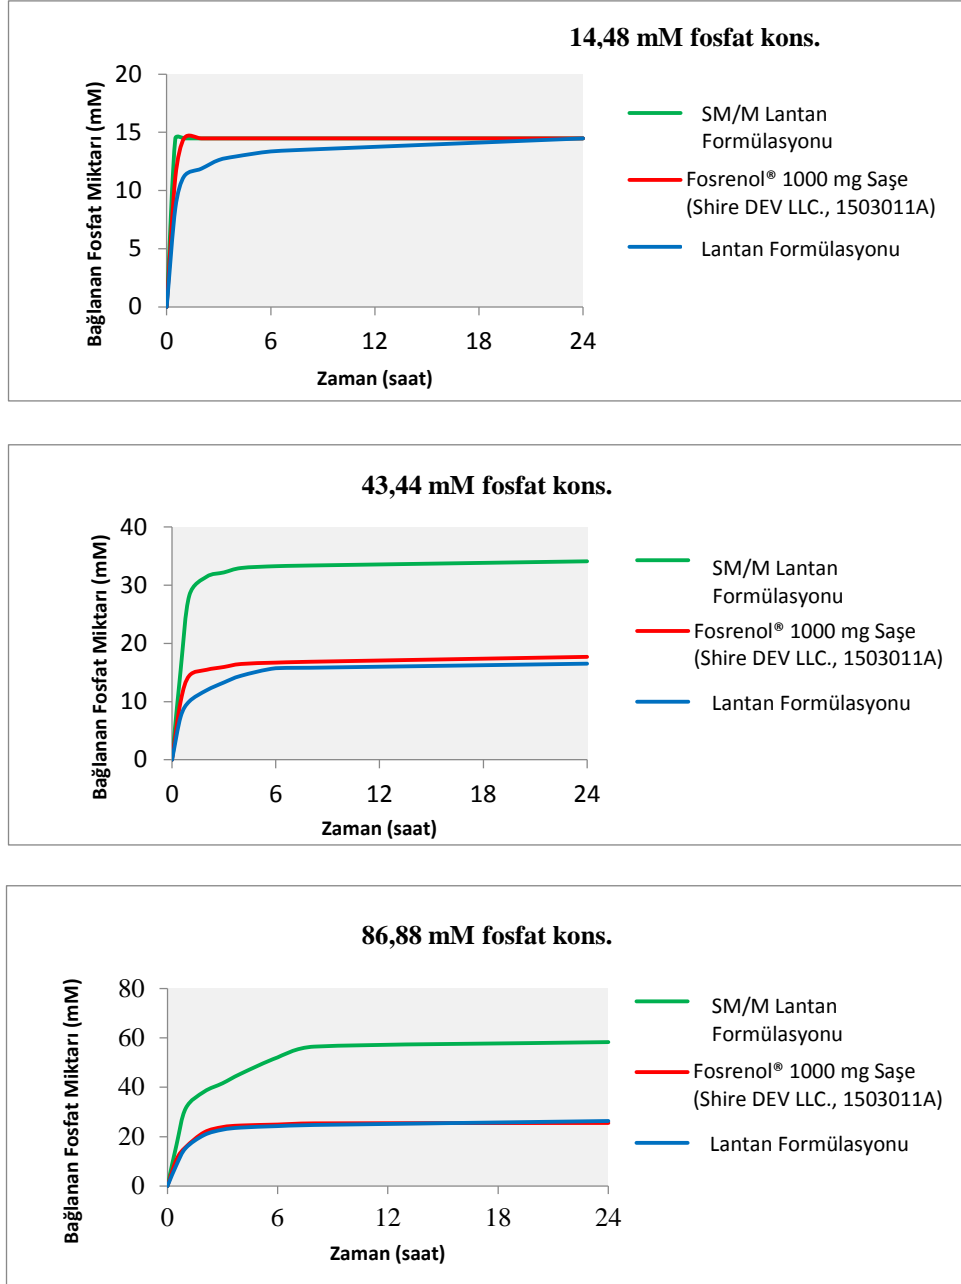 14,48 mM fosfat kons.
Bağlanan Fosfat Miktarı (mM)
20
15
10
5
0
0 6 12 18 24
Zaman (saat)
SM/M Lantan
Formülasyonu
Fosrenol® 1000 mg Saşe
(Shire DEV LLC., 1503011A)
Lantan Formülasyonu
43,44 mM fosfat kons.
Bağlanan Fosfat Miktarı (mM)
40
30
20
10
0
0 6 12 18 24
Zaman (saat)
SM/M Lantan
Formülasyonu
Fosrenol® 1000 mg Saşe
(Shire DEV LLC., 1503011A)
Lantan Formülasyonu
86,88 mM fosfat kons.
Bağlanan Fosfat Miktarı (mM)
80
60
40
20
0
0 6 12 18 24
Zaman (saat)
SM/M Lantan
Formülasyonu
Fosrenol® 1000 mg Saşe
(Shire DEV LLC., 1503011A)
Lantan Formülasyonu